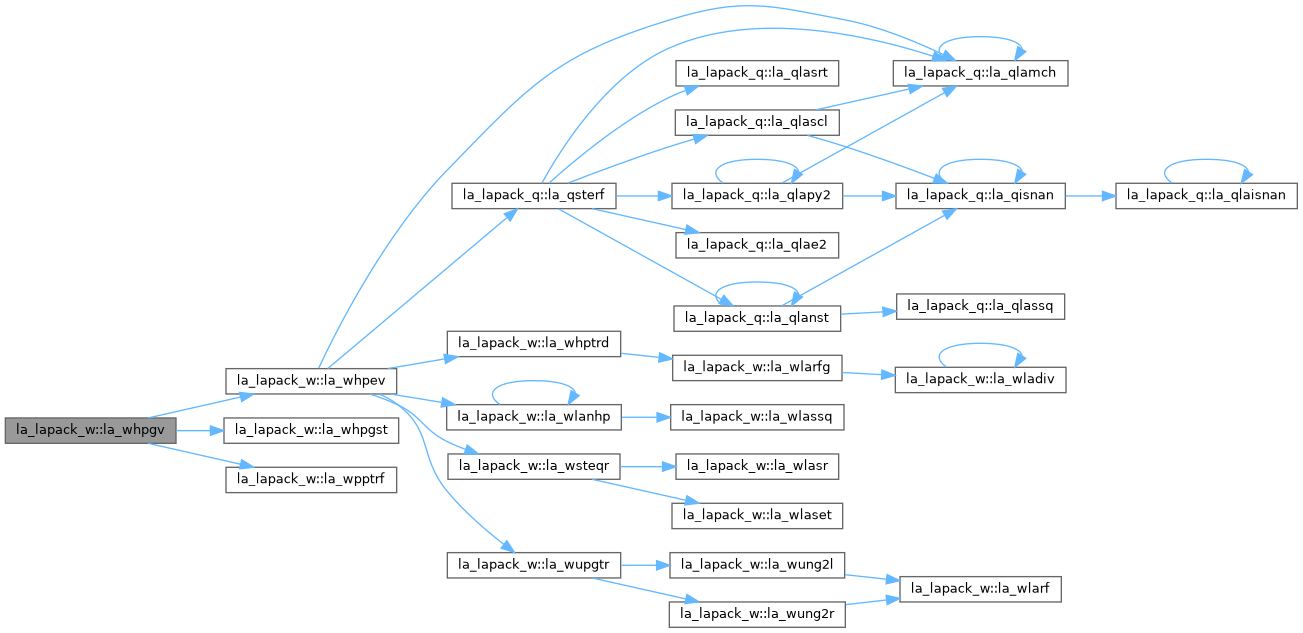 la_lapack_q::la_qlasrt
la_lapack_q::la_qlamch
la_lapack_q::la_qlascl
la_lapack_q::la_qsterf
la_lapack_q::la_qlapy2
la_lapack_q::la_qisnan
la_lapack_q::la_qlaisnan
la_lapack_q::la_qlae2
la_lapack_q::la_qlanst
la_lapack_q::la_qlassq
la_lapack_w::la_whptrd
la_lapack_w::la_wlarfg
la_lapack_w::la_wladiv
la_lapack_w::la_whpev
la_lapack_w::la_wlanhp
la_lapack_w::la_wlassq
la_lapack_w::la_whpgv
la_lapack_w::la_whpgst
la_lapack_w::la_wsteqr
la_lapack_w::la_wlasr
la_lapack_w::la_wpptrf
la_lapack_w::la_wlaset
la_lapack_w::la_wupgtr
la_lapack_w::la_wung2l
la_lapack_w::la_wlarf
la_lapack_w::la_wung2r